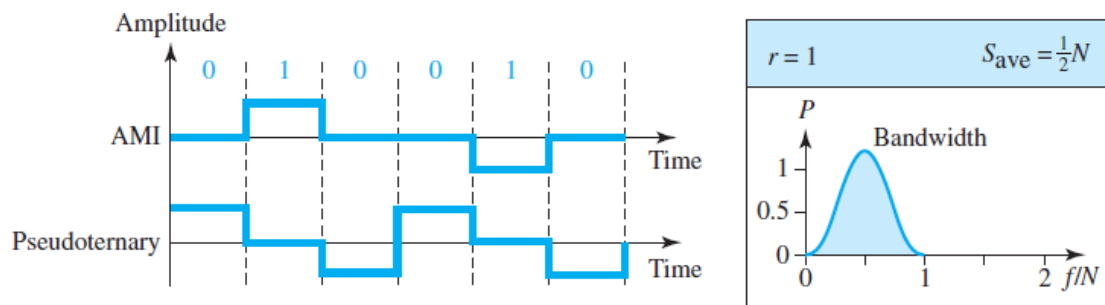 Amplitude
0 1 0 0 1 0
AMI
Time
Pseudoternary
Time
r = 1 Save = 1/2 N
P
Bandwidth
1
0.5
0
0 1 2 f/N